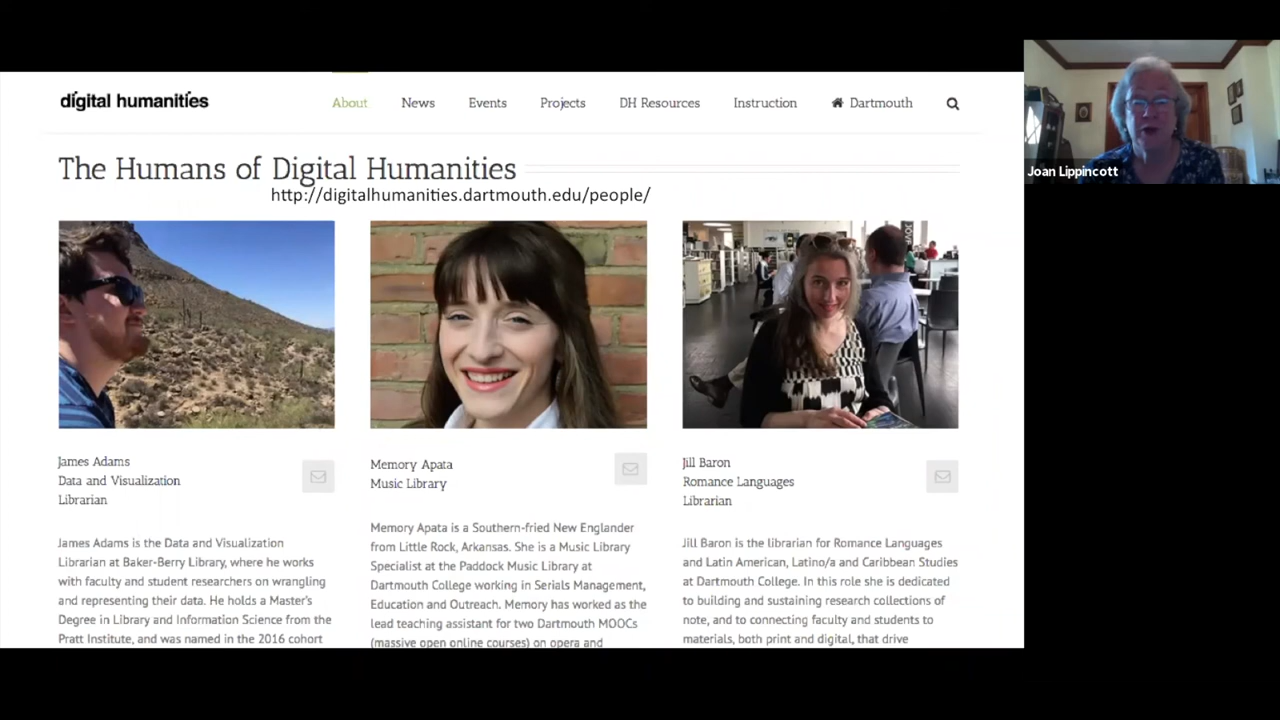 digital humanities
About News Events Projects DH Resources Instruction Dartmouth
The Humans of Digital Humanities
http://digitalhumanities.dartmouth.edu/people/
Joan Lippincott
James Adams
Data and Visualization
Librarian
James Adams is the Data and Visualization
Librarian at Baker-Berry Library, where he works
with faculty and student researchers on wrangling
and representing their data. He holds a Master's
Degree in Library and Information Science from the
Pratt Institute, and was named in the 2016 cohort
Memory Apata
Music Library
Memory Apata is a Southern-fried New Englander
from Little Rock, Arkansas. She is a Music Library
Specialist at the Paddock Music Library at
Dartmouth College working in Serials Management,
Education and Outreach. Memory has worked as the
lead teaching assistant for two Dartmouth MOOCs
(massive open online courses) on opera and
Jill Baron
Romance Languages
Librarian
Jill Baron is the librarian for Romance Languages
and Latin American, Latino/a and Caribbean Studies
at Dartmouth College. In this role she is dedicated
to building and sustaining research collections of
note, and to connecting faculty and students to
materials, both print and digital, that drive